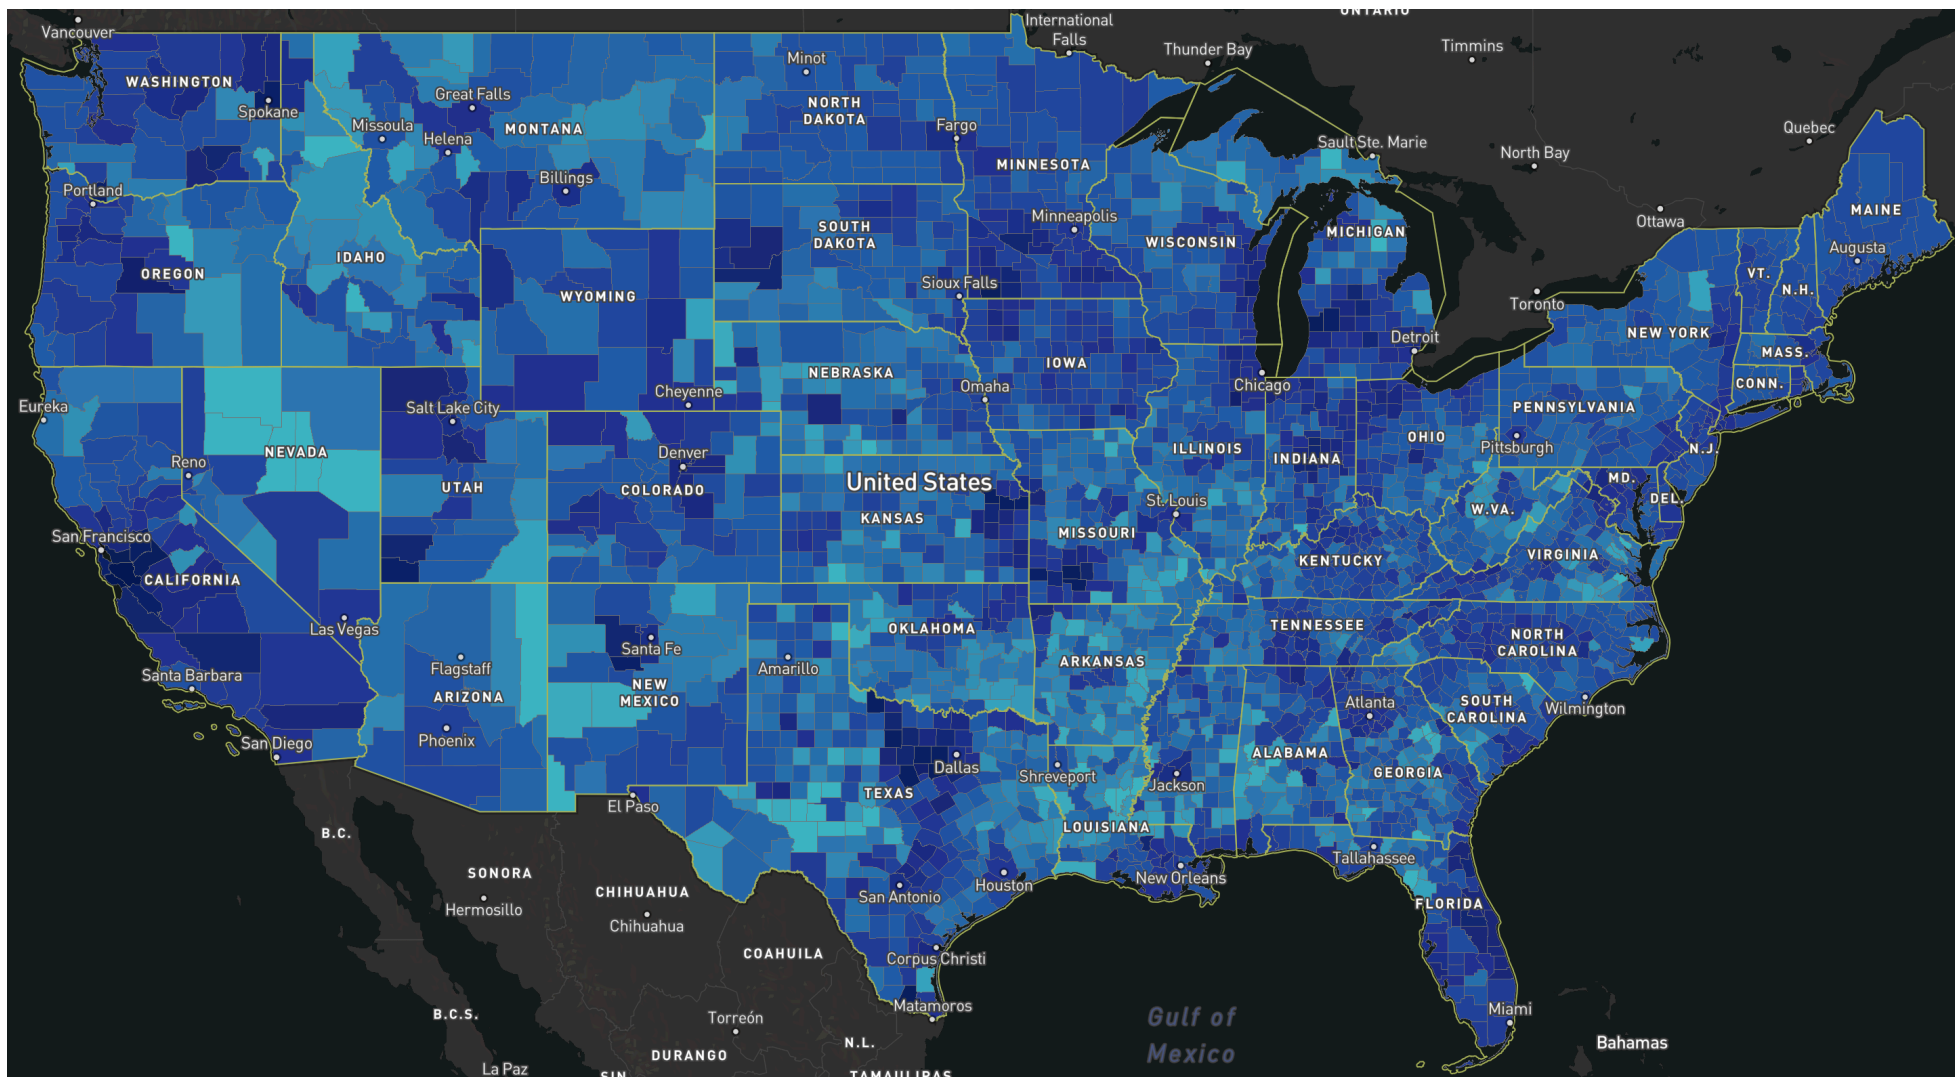 ONTARIO
Vancouver
International
Falls
Thunder Bay
Timmins
WASHINGTON
Spokane
Great Falls
Missoula
Helena
MONTANA
Billings
Minot
NORTH
DAKOTA
Fargo
MINNESOTA
Sault Ste. Marie
North Bay
Quebec
Portland
Ottawa
MAINE
Augusta
OREGON
IDAHO
WYOMING
SOUTH
DAKOTA
Sioux Falls
Minneapolis
WISCONSIN
MICHIGAN
Toronto
VT.
N.H.
NEW YORK
MASS.
CONN.
Detroit
Eureka
Reno
NEVADA
Salt Lake City
UTAH
Cheyenne
Denver
COLORADO
NEBRASKA
Omaha
IOWA
Chicago
ILLINOIS
INDIANA
OHIO
PENNSYLVANIA
Pittsburgh
N.J.
MD.
DEL.
United States
KANSAS
MISSOURI
St. Louis
KENTUCKY
W.VA.
VIRGINIA
San Francisco
CALIFORNIA
Las Vegas
Santa Barbara
San Diego
Flagstaff
ARIZONA
Phoenix
Santa Fe
NEW
MEXICO
Amarillo
OKLAHOMA
ARKANSAS
TENNESSEE
NORTH
CAROLINA
SOUTH
CAROLINA
Wilmington
Atlanta
ALABAMA
GEORGIA
El Paso
TEXAS
Dallas
Shreveport
Jackson
LOUISIANA
Tallahassee
New Orleans
FLORIDA
San Antonio
Houston
Corpus Christi
Matamoros
Miami
B.C.
SONORA
Hermosillo
CHIHUAHUA
Chihuahua
COAHUILA
B.C.S.
Torreón
DURANGO
N.L.
La Paz
SIN
TAMAULIPAS
Gulf of
Mexico
Bahamas